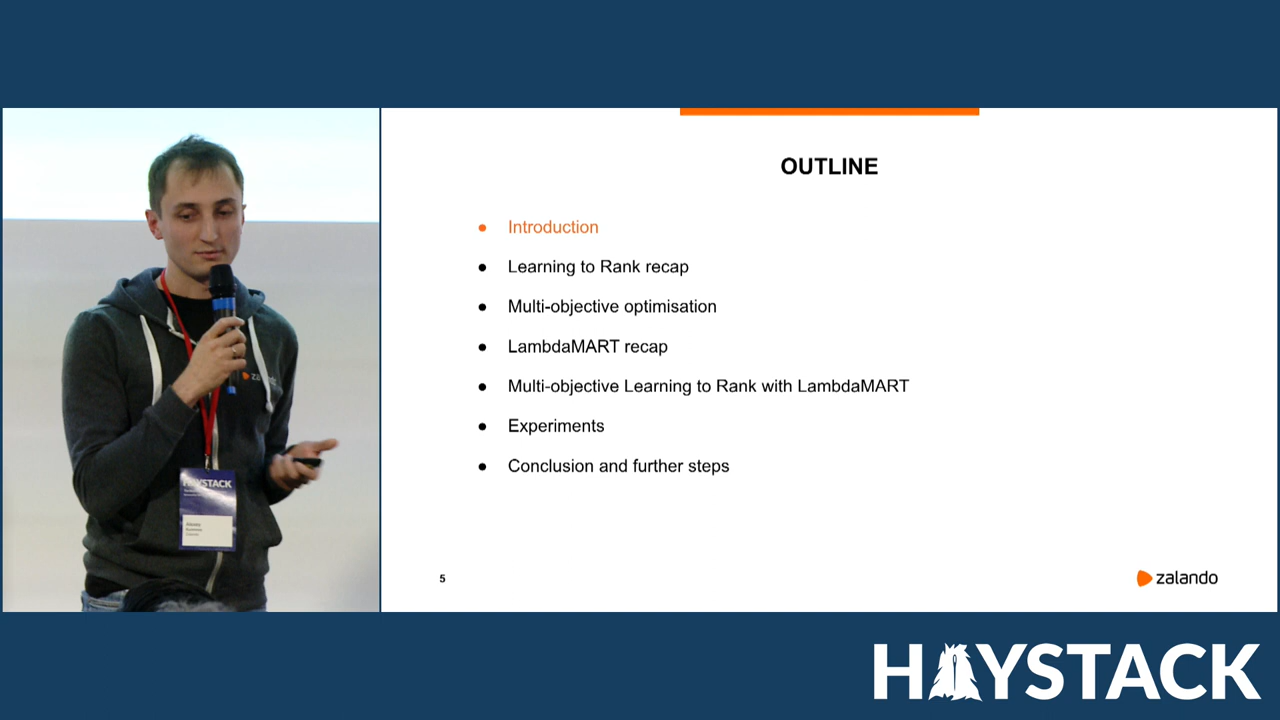 OUTLINE
• Introduction
• Learning to Rank recap
• Multi-objective optimisation
• LambdaMART recap
• Multi-objective Learning to Rank with LambdaMART
• Experiments
• Conclusion and further steps
5
zalando
HAYSTACK
HAYSTACK